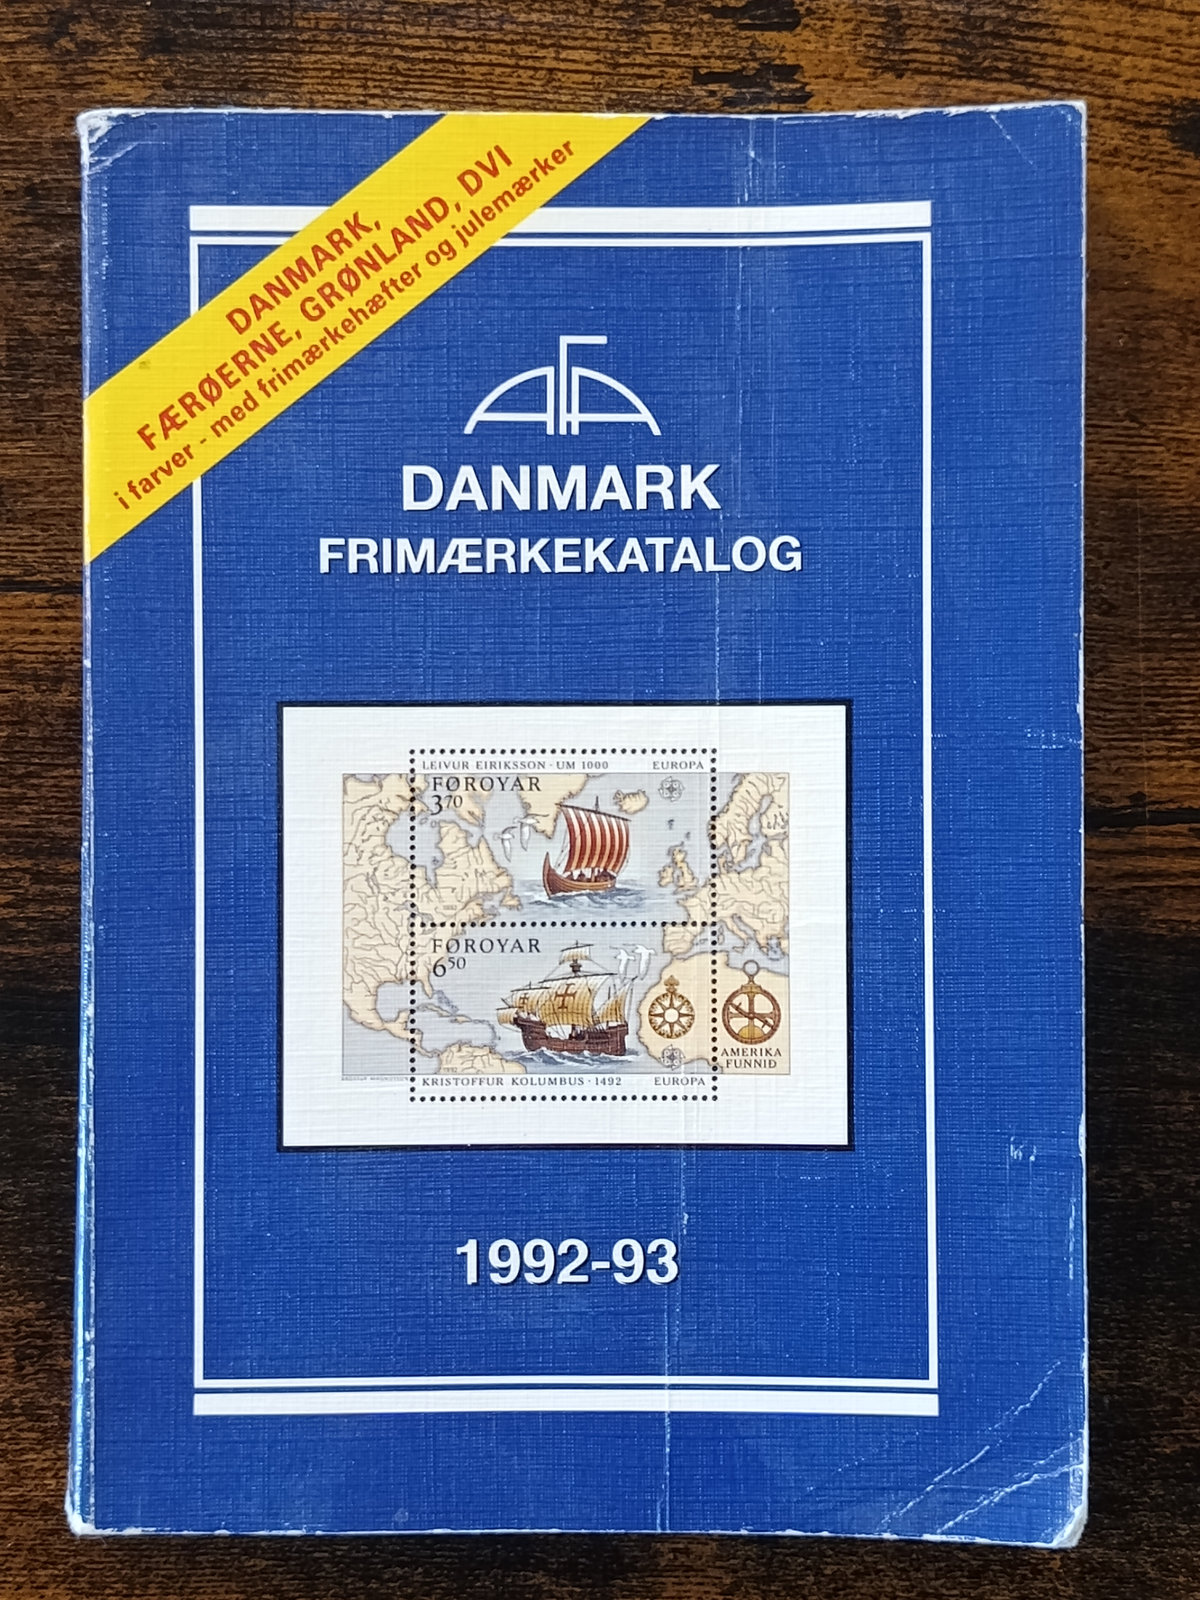 DANMARK,
FÆRØERNE, GRØNLAND, DVI
i farver - med frimærkehæfter og julemærker
AFA
DANMARK
FRIMÆRKEKATALOG
LEIVUR EIRIKSSON · UM 1000 EUROPA
FØROYAR
370
FØROYAR
650
AMERIKA
FUNNIÐ
KRISTOFFUR KOLUMBUS · 1492 EUROPA
1992-93